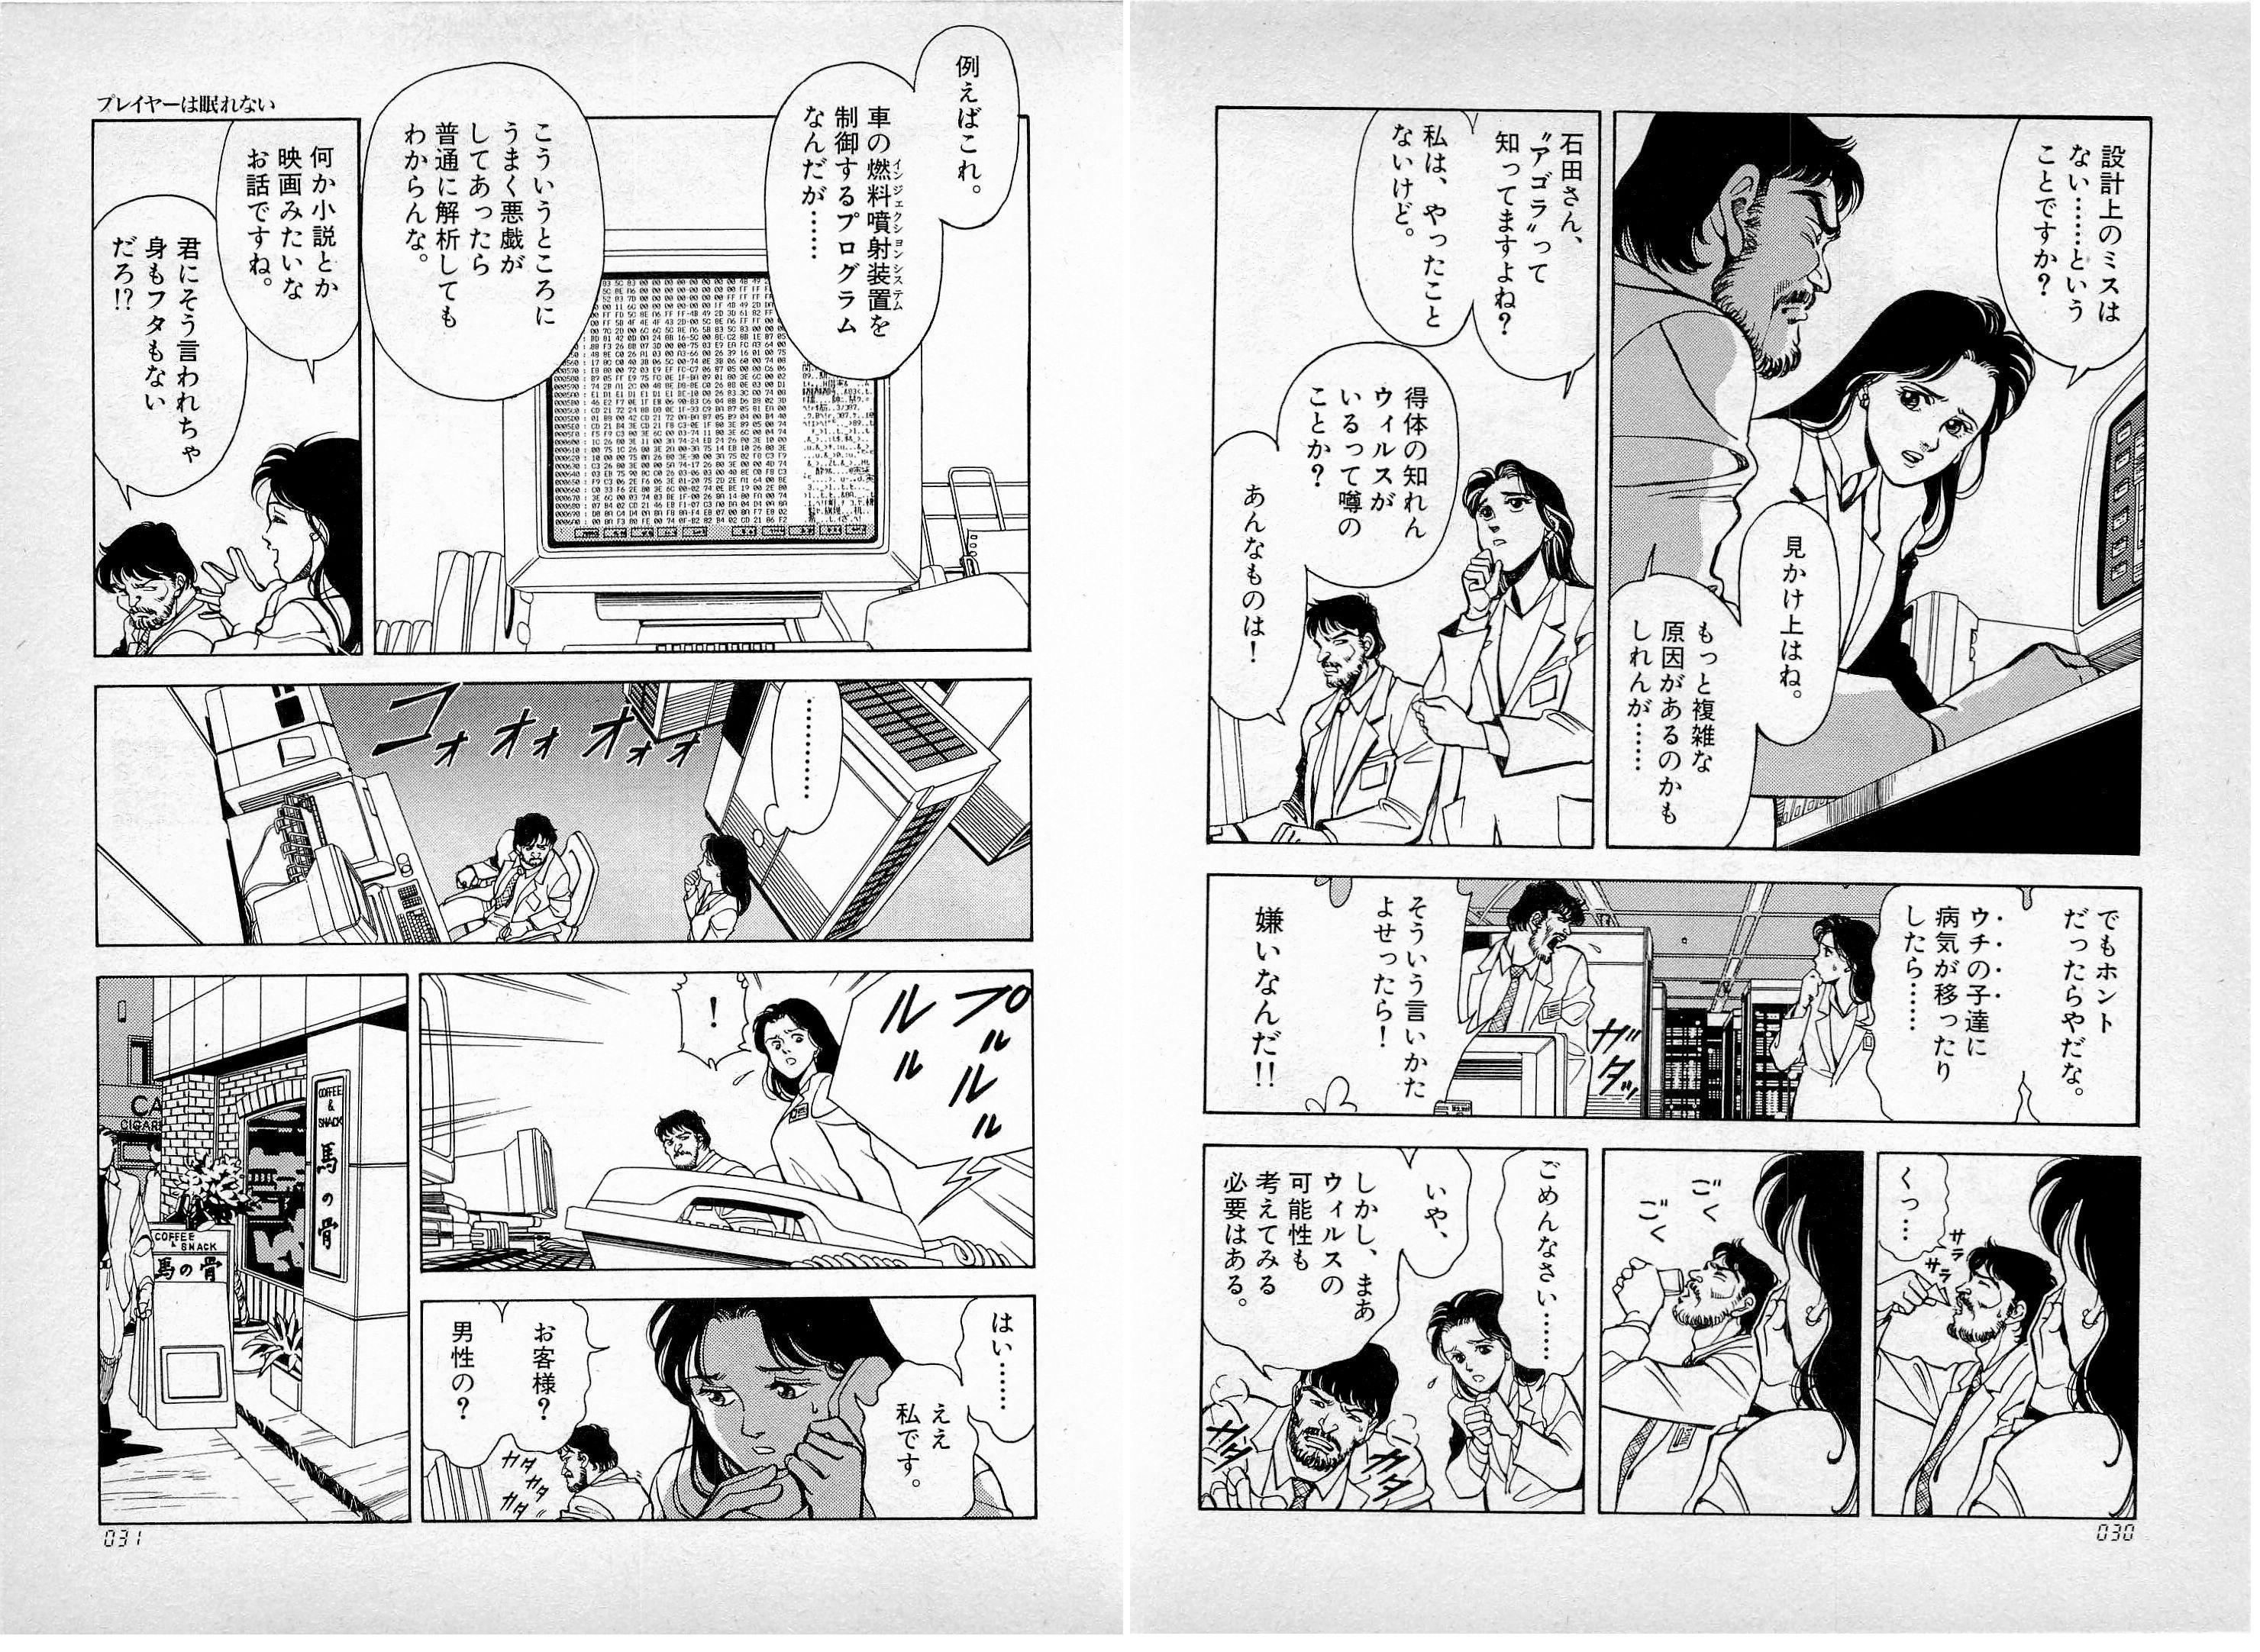 設計上のミスは
ない………という
ことですか？
見かけ上はね。
もっと複雑な
原因があるのかも
しれんが……
石田さん、
〝アゴラ〟って
知ってますよね？
私は、やったこと
ないけど。
得体の知れん
ウィルスが
いるって噂の
ことか？
あんなものは！
でもホント
だったらやだな。
ウチの子達に
病気が移ったり
したら……
ガタッ
そういう言いかた
よせったら！
嫌いなんだ!!
くっ…
サラ
サラ
ごく
ごく
ごめんなさい……
いや、
しかし、まあ
ウィルスの
可能性も
考えてみる
必要はある。
ガタ
ガタ
030
プレイヤーは眠れない
例えばこれ。
車の燃料噴射装置を
インジェクションシステム
制御するプログラム
なんだが……
こういうところに
うまく悪戯が
してあったら
普通に解析しても
わからんな。
何か小説とか
映画みたいな
お話ですね。
君にそう言われちゃ
身もフタもない
だろ!?
…………
ゴォ ォォ ォォォ
プルルルル
ルルル
！
はい……
ええ
私です。
お客様？
男性の？
カタ
カタ
カタ
COFFEE
&
SNACK
馬の骨
CA
CIGAR
COFFEE
& SNACK
馬の骨
031